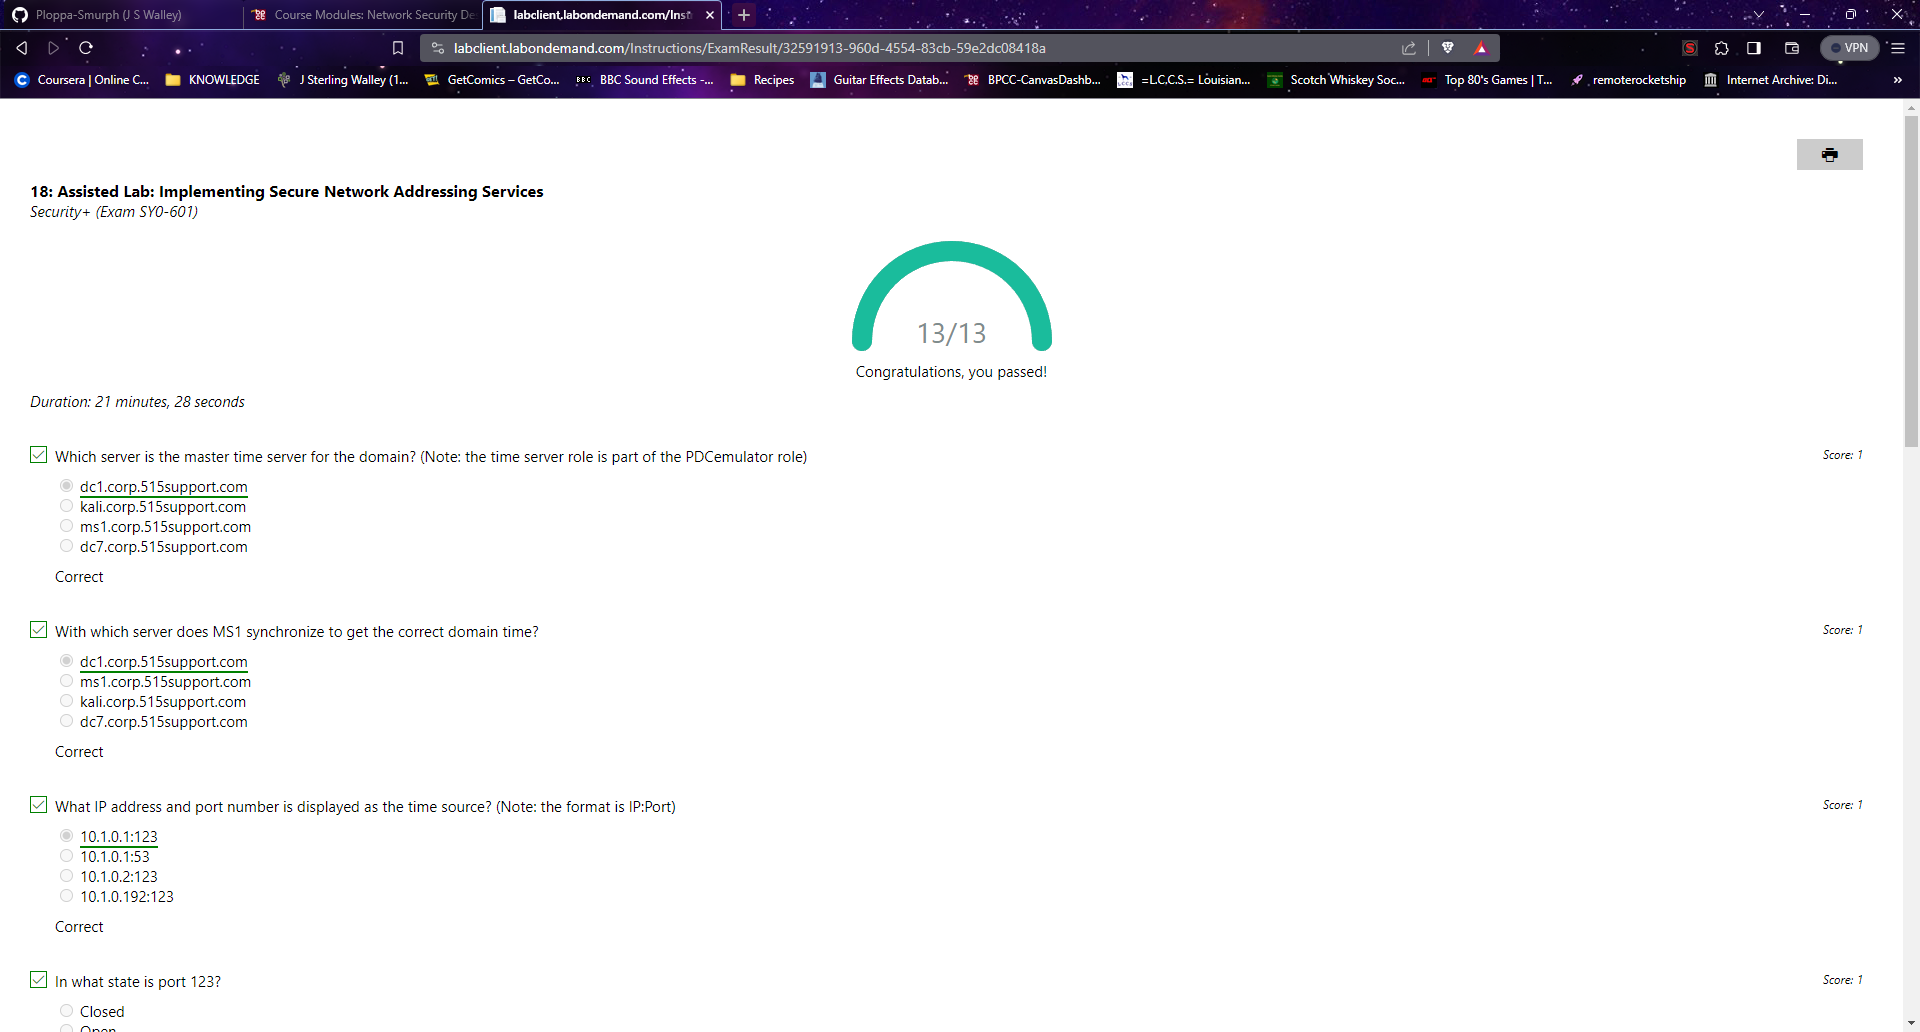 Ploppa-Smurph (J S Walley)
Course Modules: Network Security De
labclient.labondemand.com/Inst
labclient.labondemand.com/Instructions/ExamResult/32591913-960d-4554-83cb-59e2dc08418a
VPN
Coursera | Online C...
KNOWLEDGE
J Sterling Walley (1...
GetComics – GetCo...
BBC
BBC Sound Effects -...
Recipes
Guitar Effects Datab...
BPCC-CanvasDashb...
=L.C,C.S.= Louisian...
Scotch Whiskey Soc...
Top 80's Games | T...
remoterocketship
Internet Archive: Di...
»
18: Assisted Lab: Implementing Secure Network Addressing Services
Security+ (Exam SY0-601)
13/13
Congratulations, you passed!
Duration: 21 minutes, 28 seconds
Which server is the master time server for the domain? (Note: the time server role is part of the PDCemulator role)
Score: 1
dc1.corp.515support.com
kali.corp.515support.com
ms1.corp.515support.com
dc7.corp.515support.com
Correct
With which server does MS1 synchronize to get the correct domain time?
Score: 1
dc1.corp.515support.com
ms1.corp.515support.com
kali.corp.515support.com
dc7.corp.515support.com
Correct
What IP address and port number is displayed as the time source? (Note: the format is IP:Port)
Score: 1
10.1.0.1:123
10.1.0.1:53
10.1.0.2:123
10.1.0.192:123
Correct
In what state is port 123?
Score: 1
Closed
Open